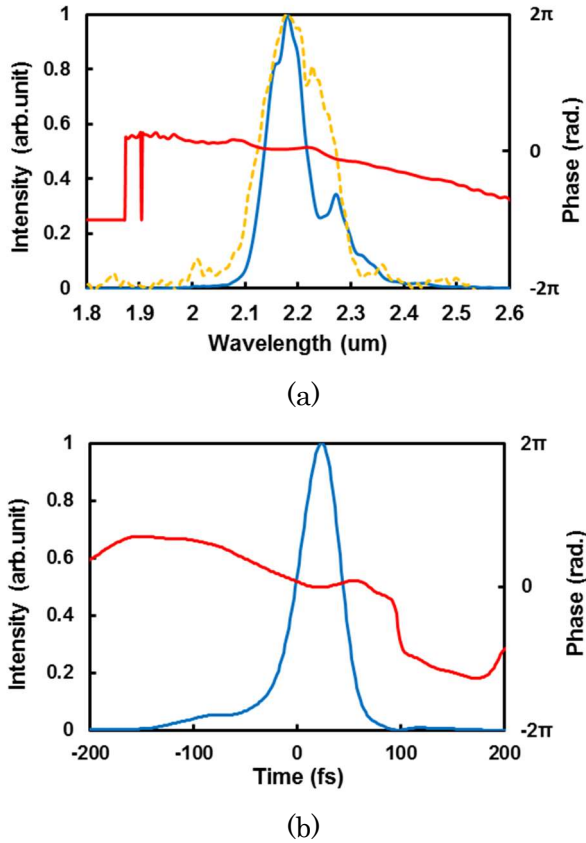 1
0.8
0.6
0.4
0.2
0
Intensity (arb.unit)
2π
0
-2π
Phase (rad.)
1.8 1.9 2 2.1 2.2 2.3 2.4 2.5 2.6
Wavelength (um)
(a)
1
0.8
0.6
0.4
0.2
0
Intensity (arb.unit)
2π
0
-2π
Phase (rad.)
-200 -100 0 100 200
Time (fs)
(b)